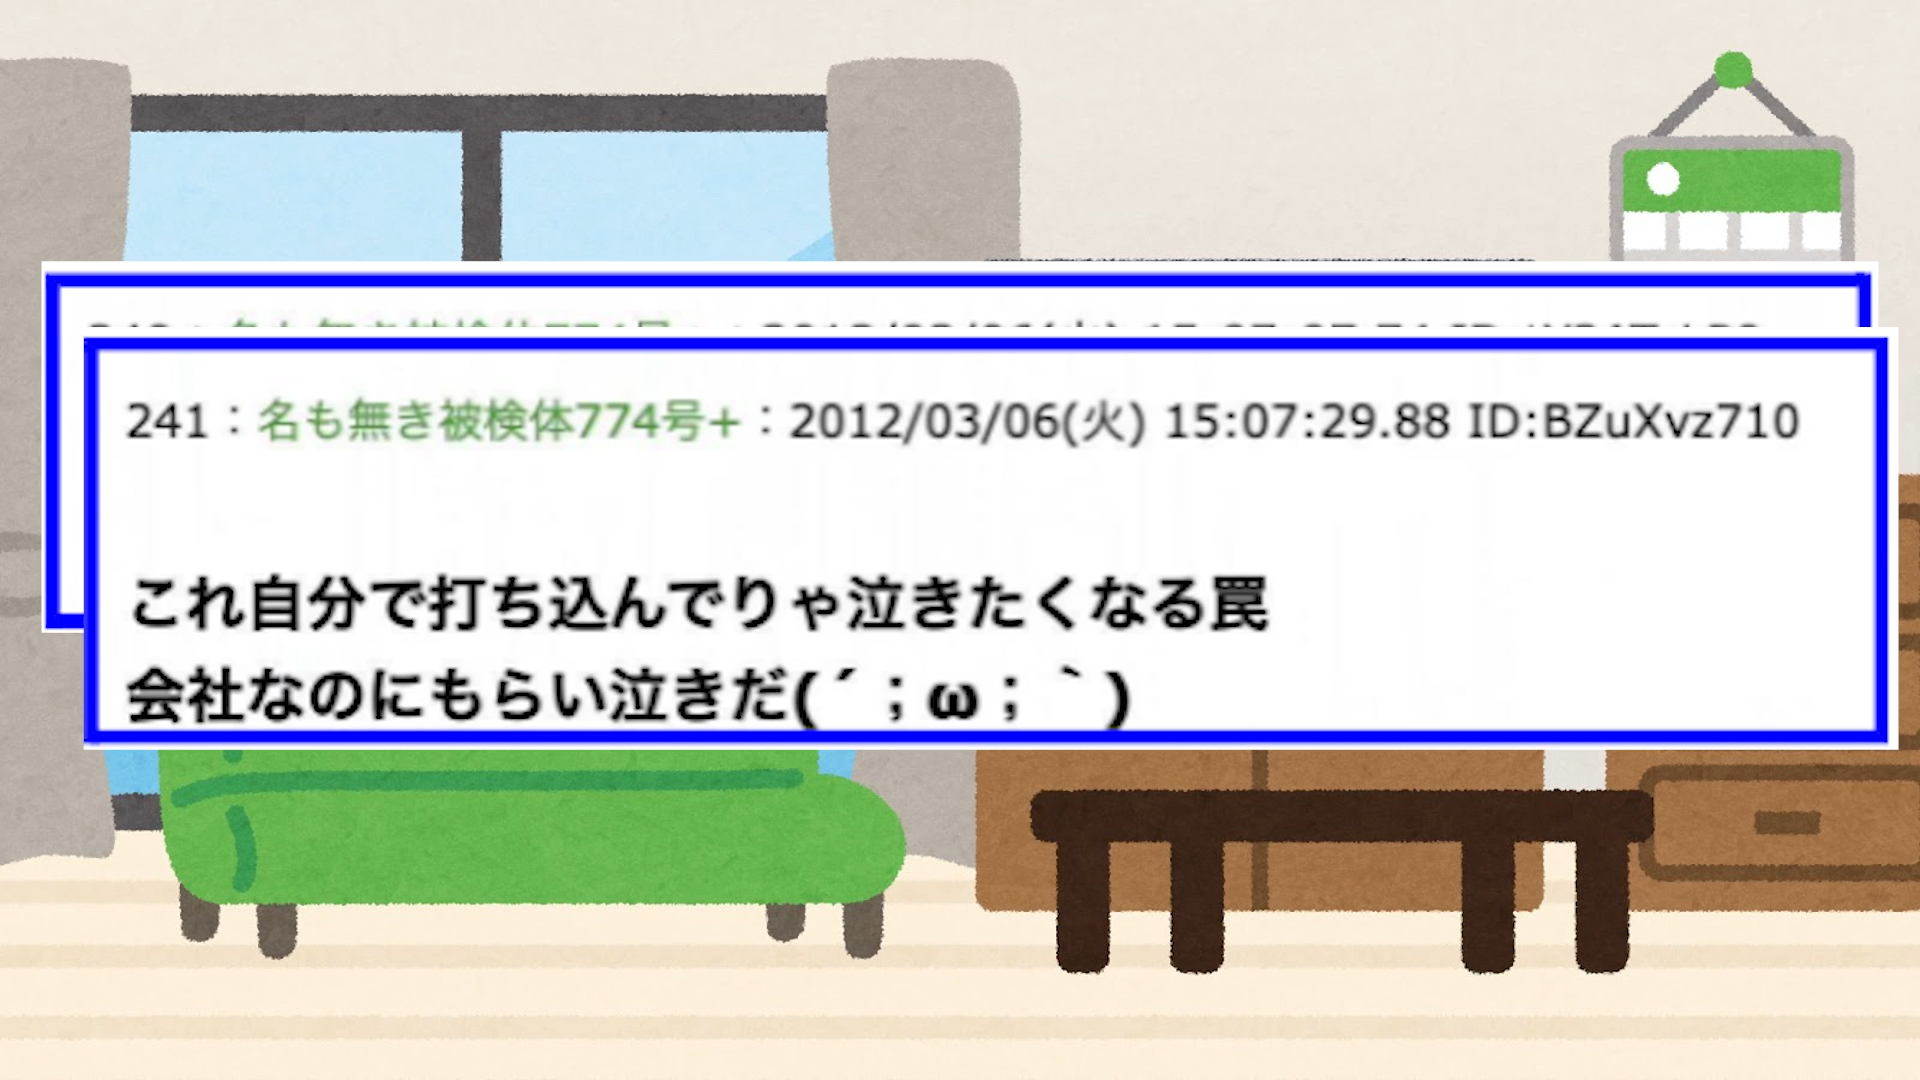 241：名も無き被検体774号+：2012/03/06(火) 15:07:29.88 ID:BZuXvz710
これ自分で打ち込んでりゃ泣きたくなる罠
会社なのにもらい泣きだ(´；ω；｀)